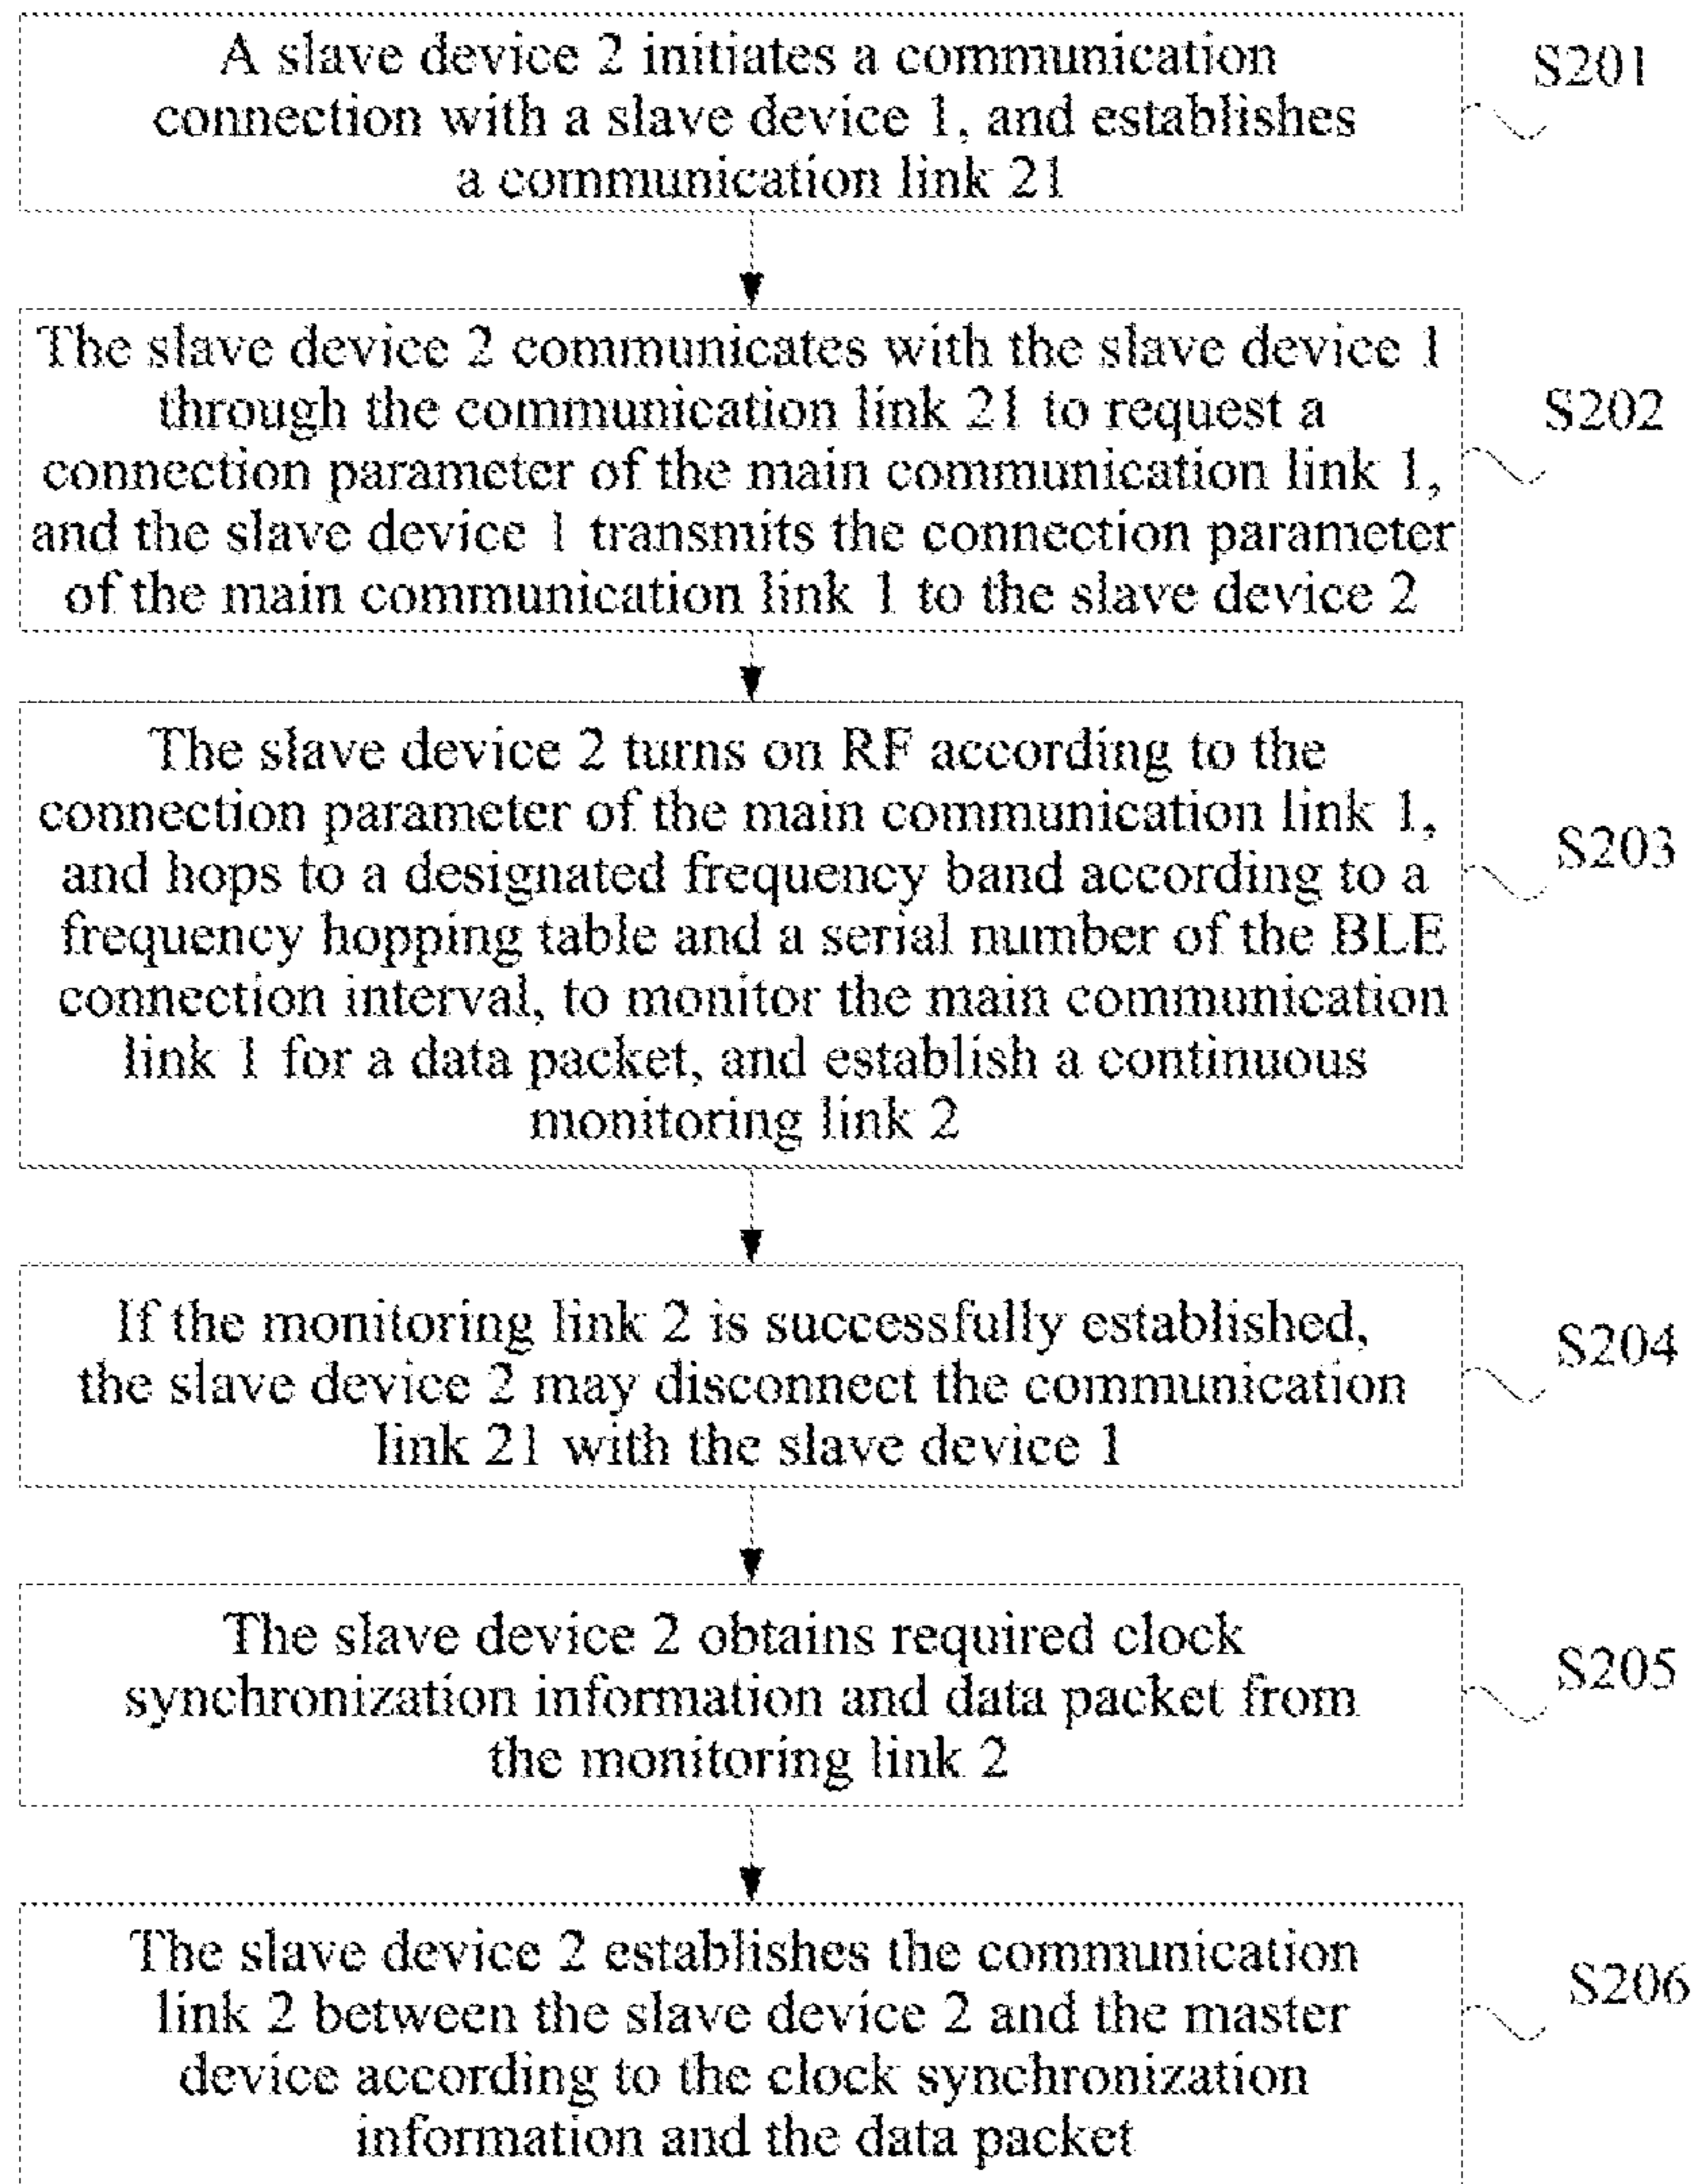 A slave device 2 initiates a communication
connection with a slave device 1, and establishes
a communication link 21
S201
The slave device 2 communicates with the slave device 1
through the communication link 21 to request a
connection parameter of the main communication link 1,
and the slave device 1 transmits the connection parameter
of the main communication link 1 to the slave device 2
S202
The slave device 2 turns on RF according to the
connection parameter of the main communication link 1,
and hops to a designated frequency band according to a
frequency hopping table and a serial number of the BLE
connection interval, to monitor the main communication
link 1 for a data packet, and establish a continuous
monitoring link 2
S203
If the monitoring link 2 is successfully established,
the slave device 2 may disconnect the communication
link 21 with the slave device 1
S204
The slave device 2 obtains required clock
synchronization information and data packet from
the monitoring link 2
S205
The slave device 2 establishes the communication
link 2 between the slave device 2 and the master
device according to the clock synchronization
information and the data packet
S206